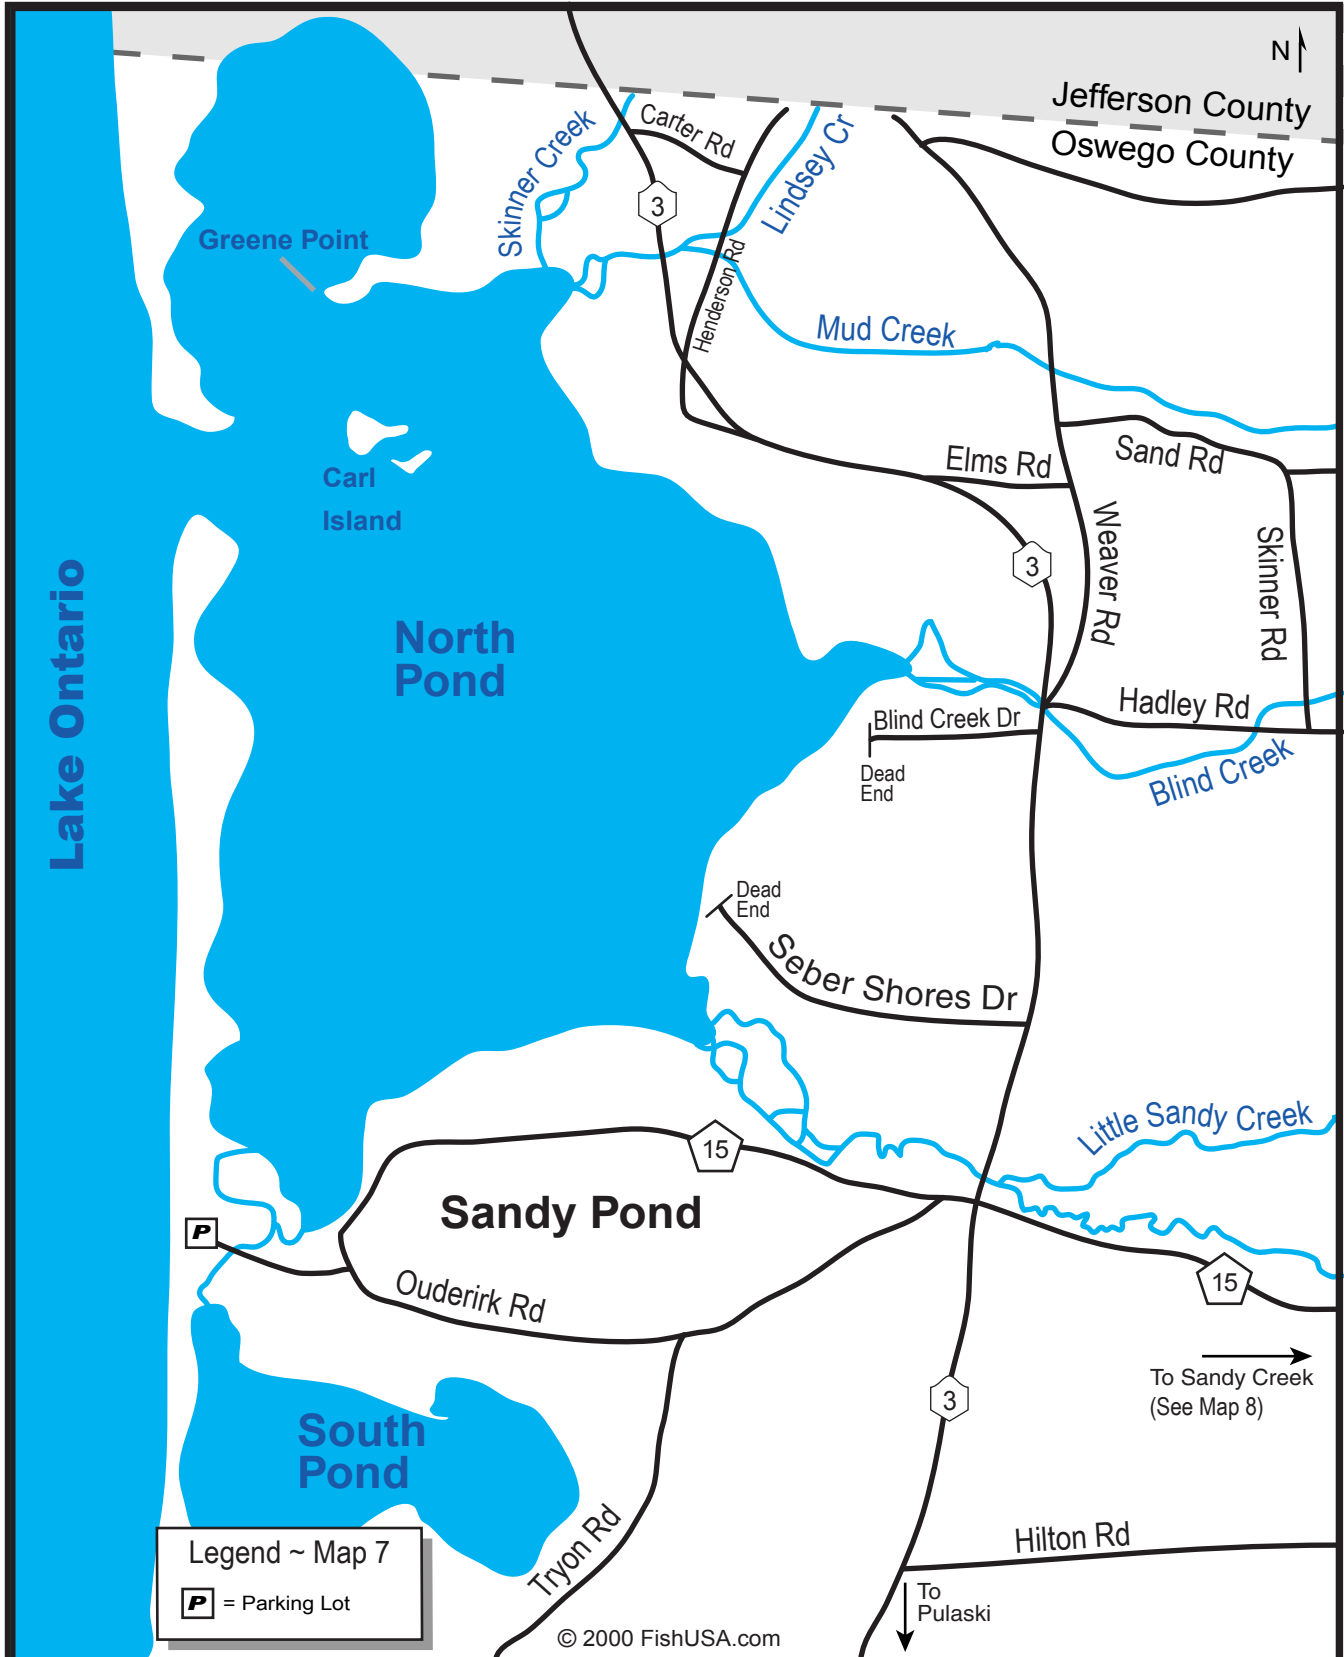 N
Jefferson County
Oswego County
Skinner Creek
Carter Rd
Lindsey Cr
3
Greene Point
Henderson Rd
Mud Creek
Carl
Island
Elms Rd
Sand Rd
Weaver Rd
Skinner Rd
3
Lake Ontario
North
Pond
Hadley Rd
Blind Creek Dr
Dead
End
Blind Creek
Dead
End
Seber Shores Dr
Little Sandy Creek
15
Sandy Pond
P
Ouderirk Rd
15
To Sandy Creek
(See Map 8)
3
South
Pond
Tryon Rd
Hilton Rd
Legend ~ Map 7
P = Parking Lot
To
Pulaski
© 2000 FishUSA.com